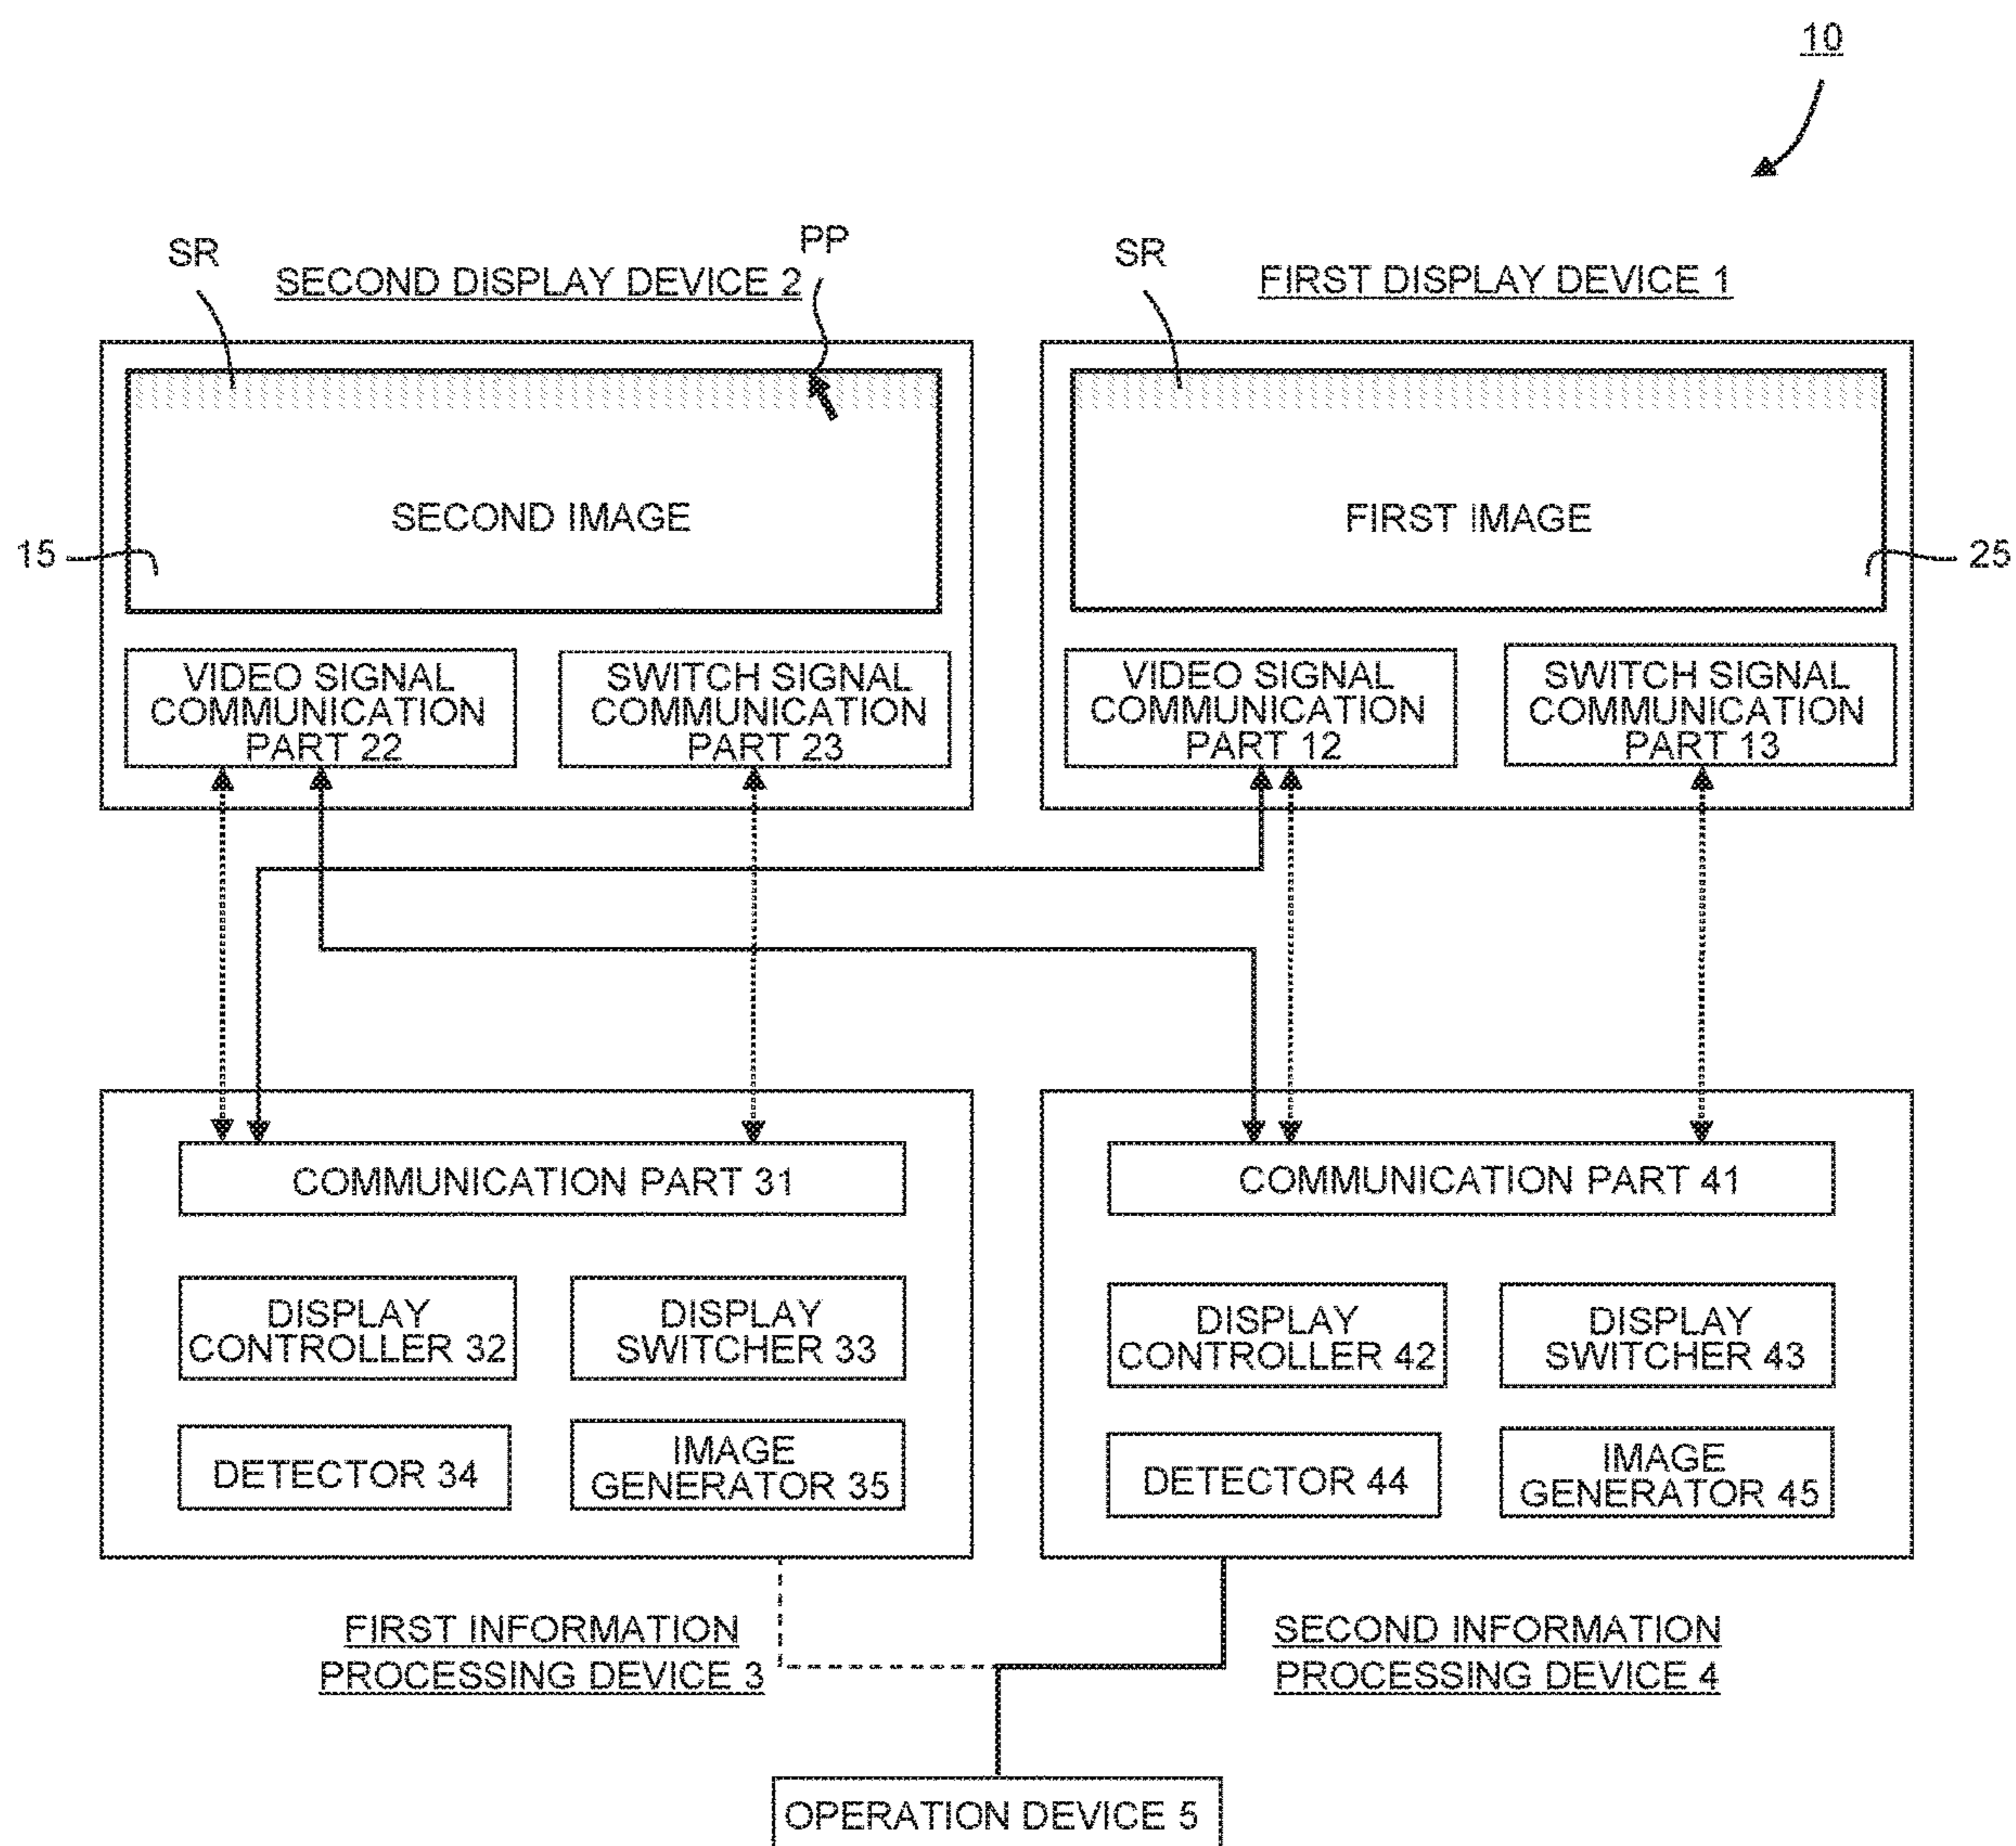 10
SR
SECOND DISPLAY DEVICE 2
PP
SR
FIRST DISPLAY DEVICE 1
SECOND IMAGE
FIRST IMAGE
15
25
VIDEO SIGNAL
COMMUNICATION
PART 22
SWITCH SIGNAL
COMMUNICATION
PART 23
VIDEO SIGNAL
COMMUNICATION
PART 12
SWITCH SIGNAL
COMMUNICATION
PART 13
COMMUNICATION PART 31
COMMUNICATION PART 41
DISPLAY
CONTROLLER 32
DISPLAY
SWITCHER 33
DISPLAY
CONTROLLER 42
DISPLAY
SWITCHER 43
DETECTOR 34
IMAGE
GENERATOR 35
DETECTOR 44
IMAGE
GENERATOR 45
FIRST INFORMATION
PROCESSING DEVICE 3
SECOND INFORMATION
PROCESSING DEVICE 4
OPERATION DEVICE 5